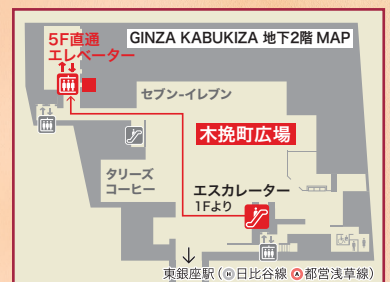 GINZA KABUKIZA 地下2階 MAP
5F直通
エレベーター
セブン-イレブン
木挽町広場
タリーズ
コーヒー
エスカレーター
1Fより
東銀座駅(H日比谷線 A都営浅草線)